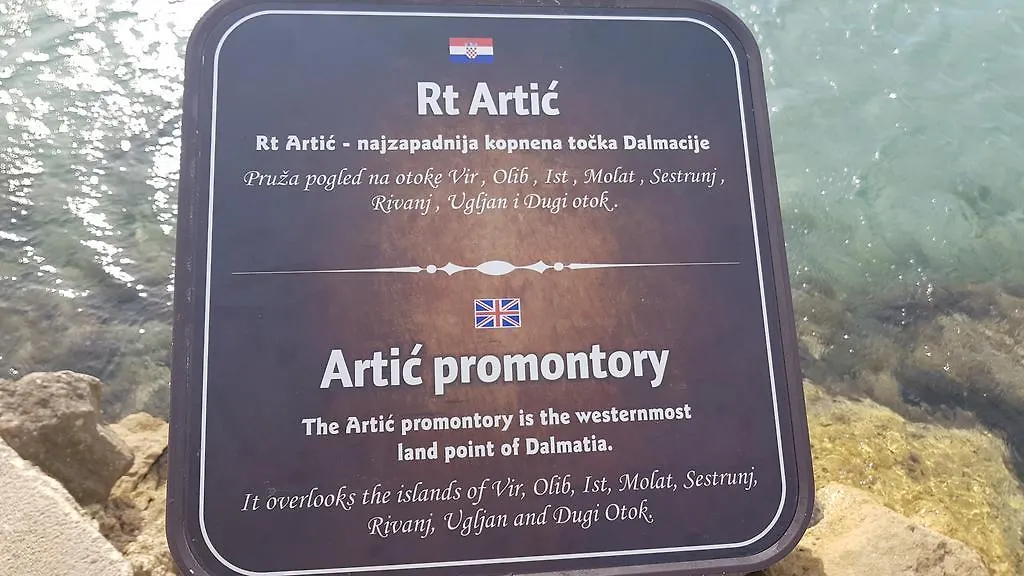 Rt Artić
Rt Artić - najzapadnija kopnena točka Dalmacije
Pruža pogled na otoke Vir , Olib , Ist , Molat , Sestrunj ,
Rivanj , Ugljan i Dugi otok .
Artić promontory
The Artić promontory is the westernmost
land point of Dalmatia.
It overlooks the islands of Vir, Olib, Ist, Molat, Sestrunj,
Rivanj, Ugljan and Dugi Otok.